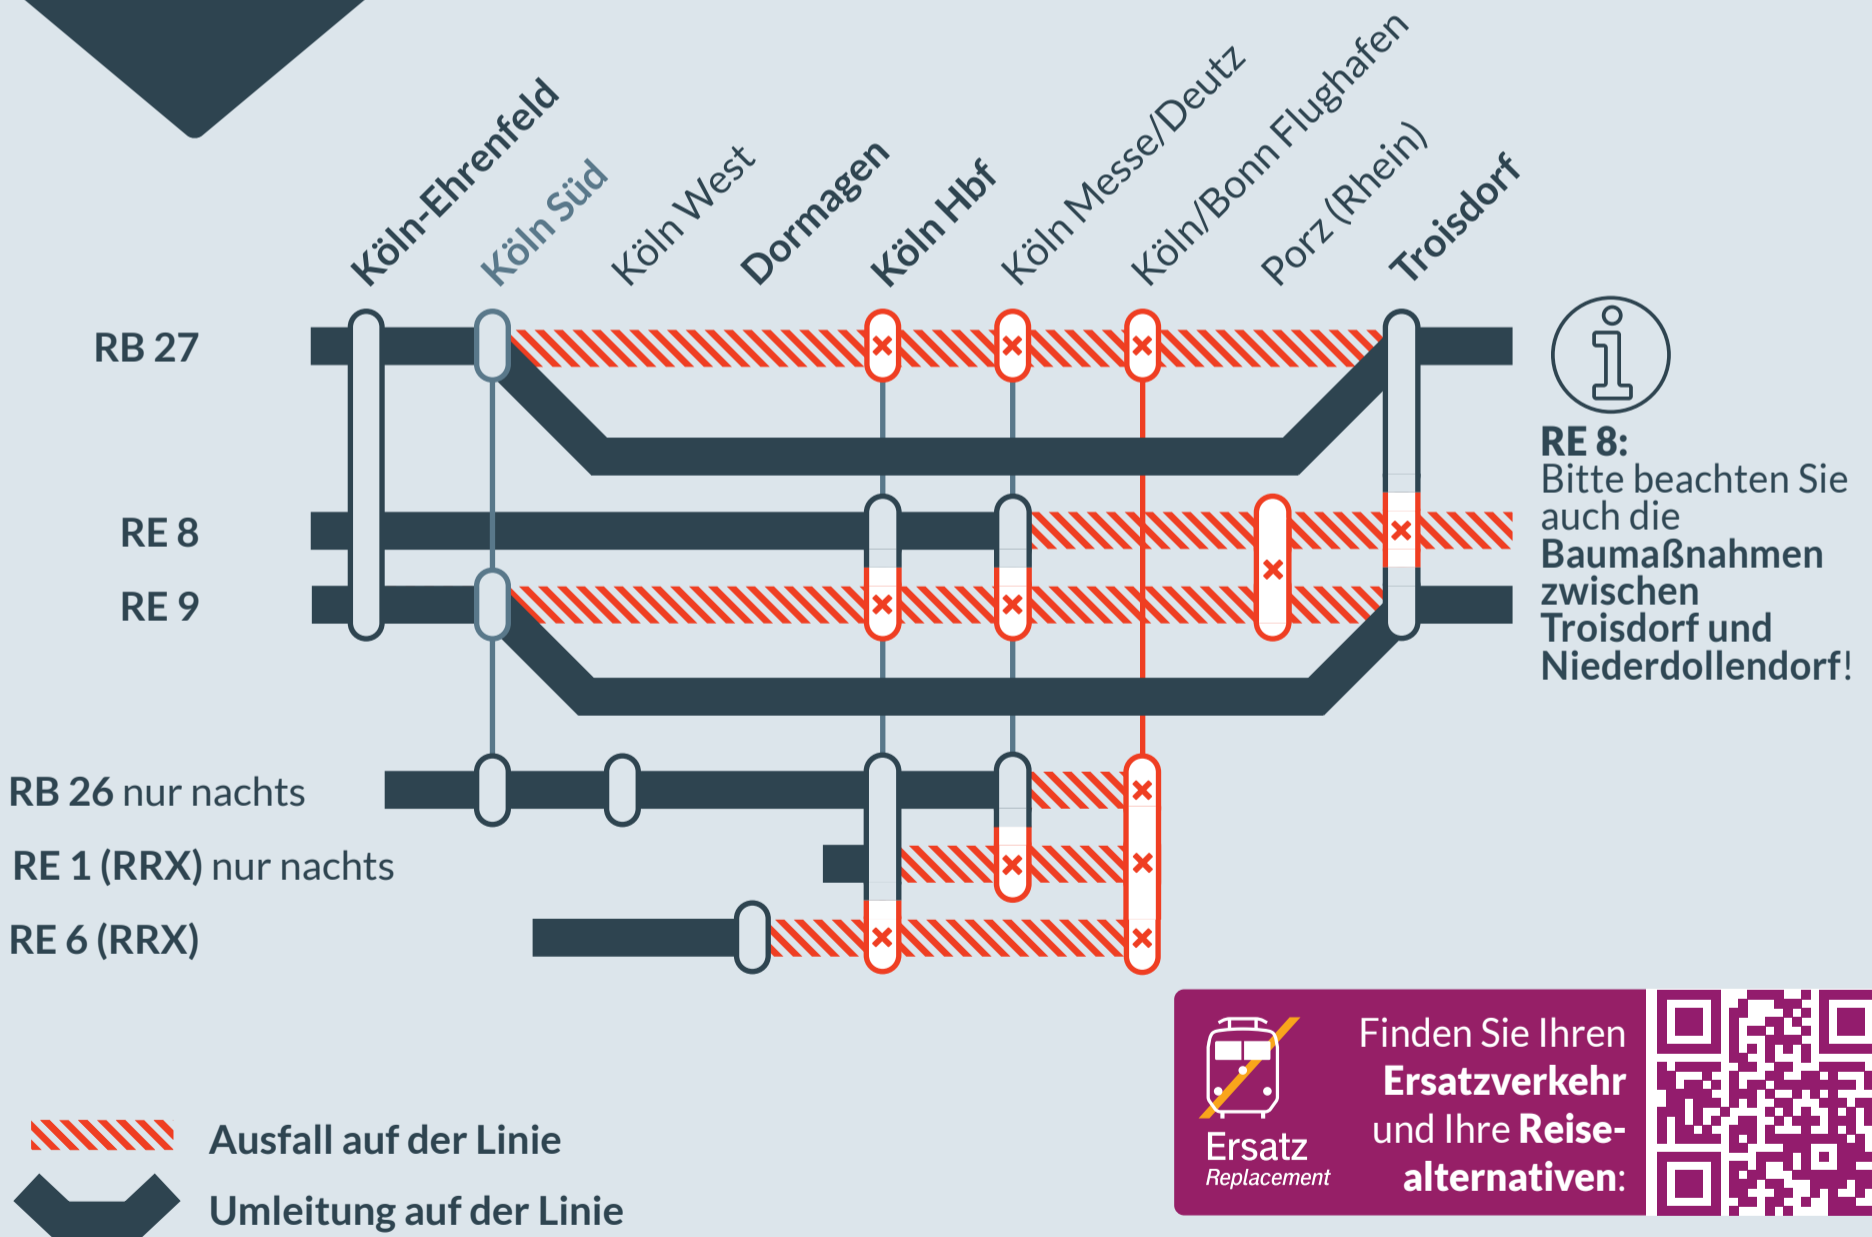 Köln-Ehrenfeld
Köln Süd
Köln West
Dormagen
Köln Hbf
Köln Messe/Deutz
Köln/Bonn Flughafen
Porz (Rhein)
Troisdorf
RB 27
RE 8
RE 9
RB 26 nur nachts
RE 1 (RRX) nur nachts
RE 6 (RRX)
i
RE 8:
Bitte beachten Sie
auch die
Baumaßnahmen
zwischen
Troisdorf und
Niederdollendorf!
Ausfall auf der Linie
Umleitung auf der Linie
Ersatz
Replacement
Finden Sie Ihren
Ersatzverkehr
und Ihre Reise-
alternativen: